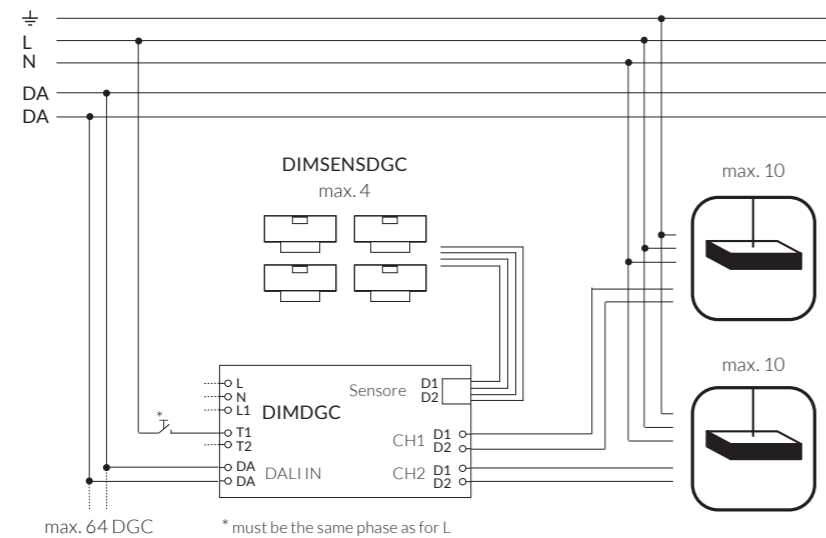 L
N
DA
DA
DIMSENSDGC
max. 4
max. 10
max. 10
L
N
L1
DIMDGC
Sensore
D1
D2
*
T1
T2
CH1
D1
D2
DA
DA
DALI IN
CH2
D1
D2
max. 64 DGC
* must be the same phase as for L